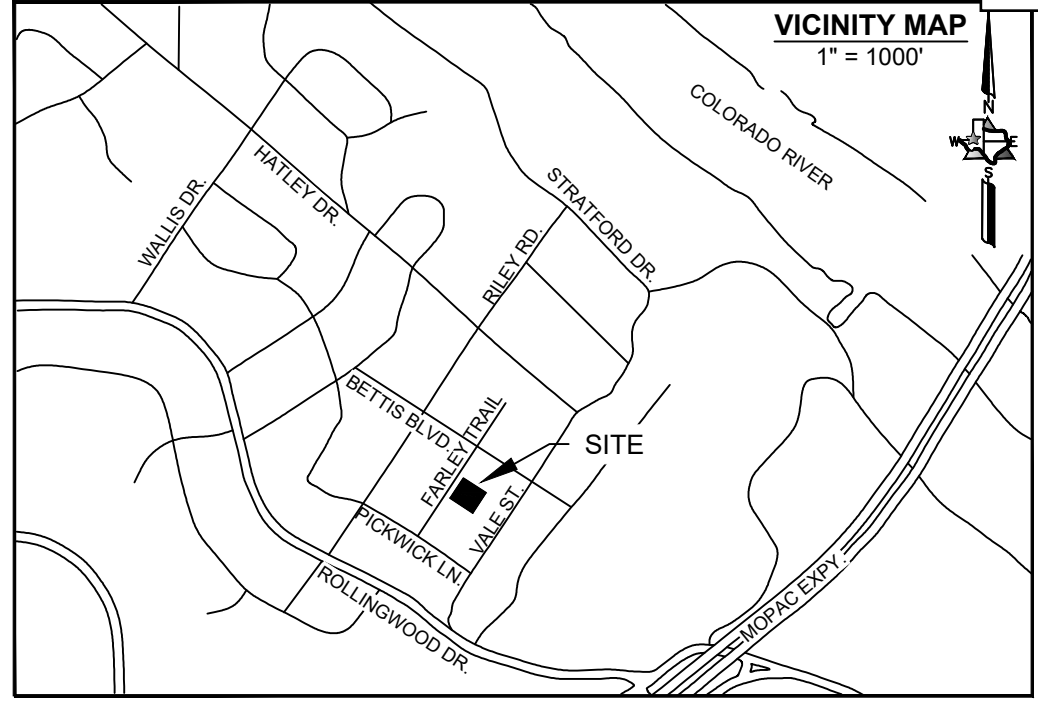 VICINITY MAP
1" = 1000'
N
W
E
S
COLORADO RIVER
HATLEY DR.
WALLIS DR.
STRATFORD DR.
RILEY RD.
BETTIS BLVD.
FARLEY TRAIL
SITE
VALE ST.
PICKWICK LN.
ROLLINGWOOD DR.
MOPAC EXPY.